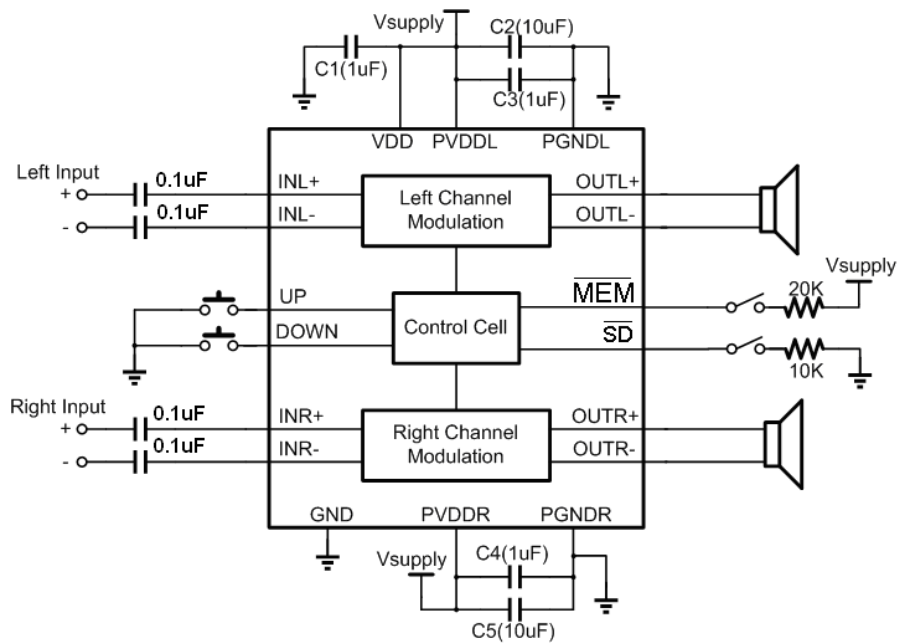 Vsupply
C2(10uF)
C1(1uF)
C3(1uF)
VDD PVDDL PGNDL
Left Input
+ 0.1uF INL+ OUTL+
- 0.1uF INL- OUTL-
Left Channel
Modulation
Vsupply
UP MEM 20K
Control Cell
DOWN SD
10K
Right Input
+ 0.1uF INR+ OUTR+
- 0.1uF INR- OUTR-
Right Channel
Modulation
GND PVDDR PGNDR
Vsupply C4(1uF)
C5(10uF)